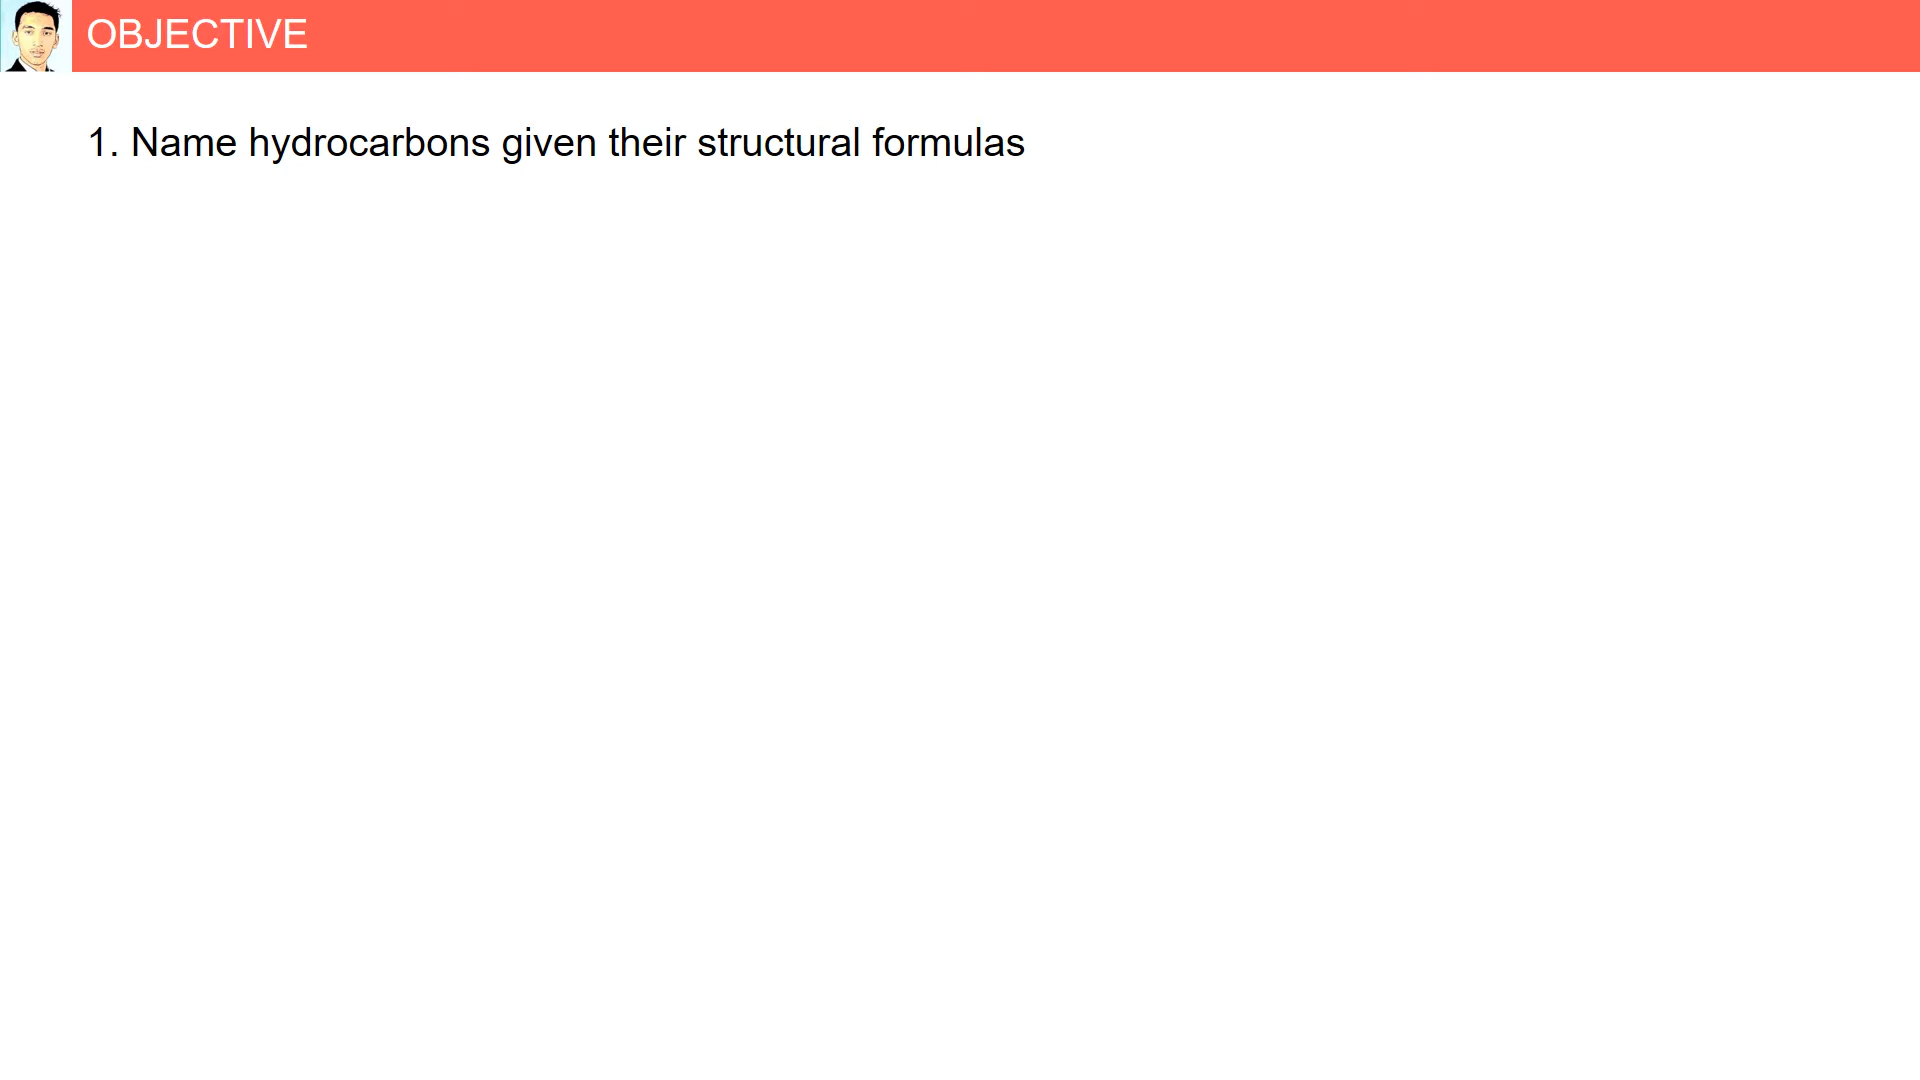 OBJECTIVE
1. Name hydrocarbons given their structural formulas